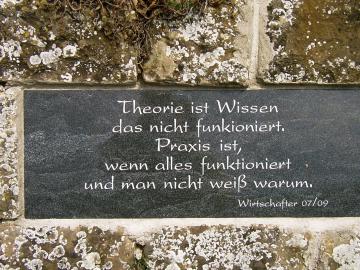 Theorie ist Wissen
das nicht funkioniert.
Praxis ist,
wenn alles funktioniert
und man nicht weiß warum.
Wirtschafter 07/09